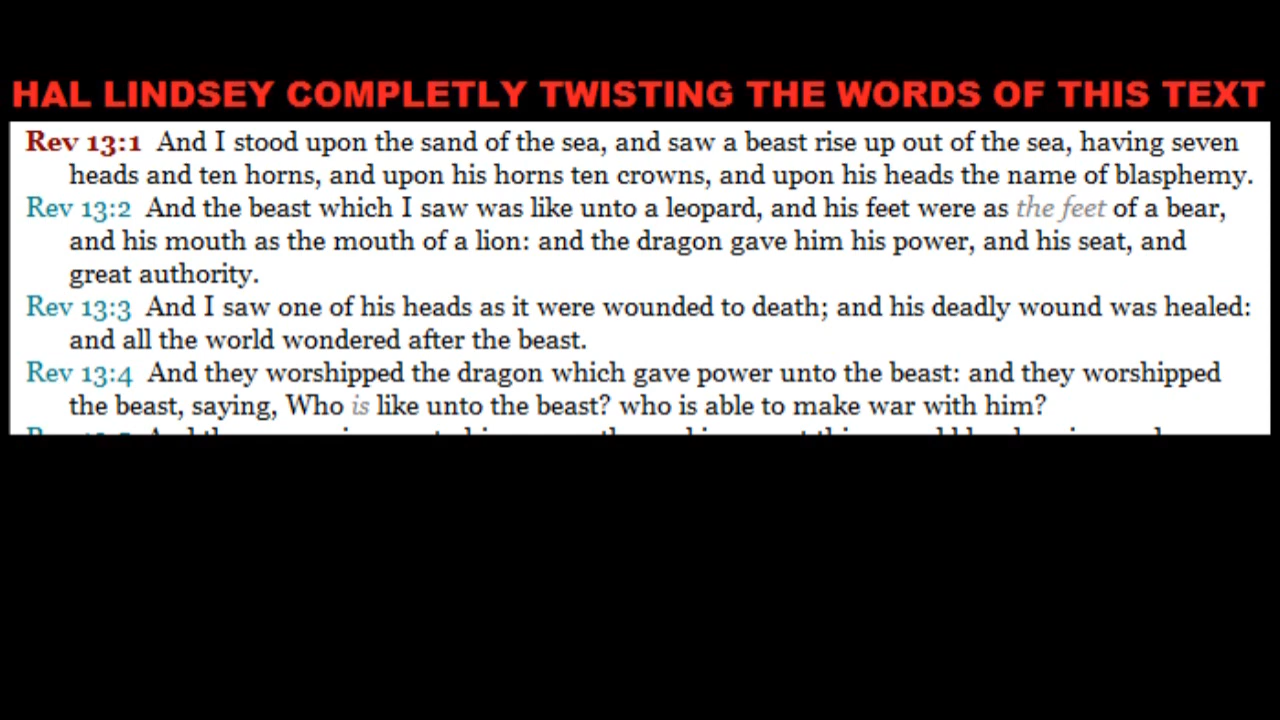 HAL LINDSEY COMPLETLY TWISTING THE WORDS OF THIS TEXT
Rev 13:1 And I stood upon the sand of the sea, and saw a beast rise up out of the sea, having seven
heads and ten horns, and upon his horns ten crowns, and upon his heads the name of blasphemy.
Rev 13:2 And the beast which I saw was like unto a leopard, and his feet were as the feet of a bear,
and his mouth as the mouth of a lion: and the dragon gave him his power, and his seat, and
great authority.
Rev 13:3 And I saw one of his heads as it were wounded to death; and his deadly wound was healed:
and all the world wondered after the beast.
Rev 13:4 And they worshipped the dragon which gave power unto the beast: and they worshipped
the beast, saying, Who is like unto the beast? who is able to make war with him?